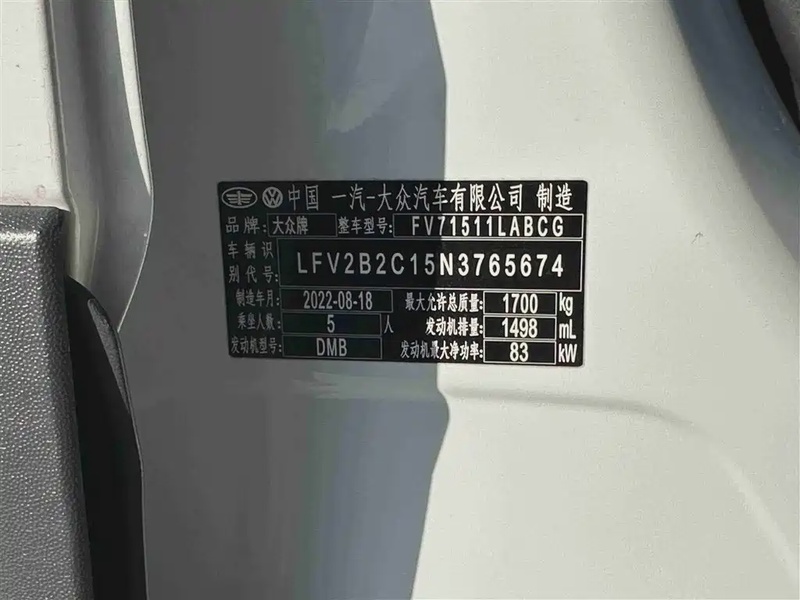 中国 一汽-大众汽车有限公司 制造
品牌: 大众牌 整车型号: FV71511LABCG
车辆识别代号: LFV2B2C15N3765674
制造年月: 2022-08-18 最大允许总质量: 1700 kg
乘坐人数: 5 人 发动机排量: 1498 mL
发动机型号: DMB 发动机最大净功率: 83 kW